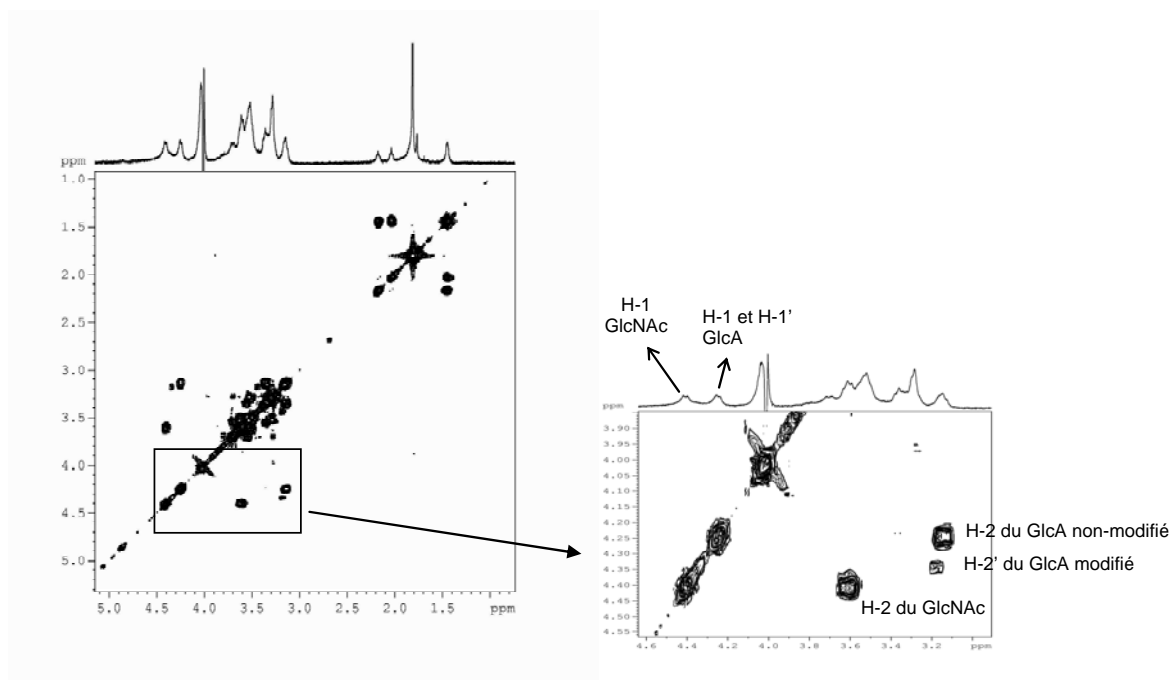 ppm
1.0
1.5
2.0
2.5
3.0
3.5
4.0
4.5
5.0
5.0 4.5 4.0 3.5 3.0 2.5 2.0 1.5 ppm
H-1
GlcNAc
H-1 et H-1’
GlcA
ppm
3.90
3.95
4.00
4.05
4.10
4.15
4.20
4.25
4.30
4.35
4.40
4.45
4.50
4.55
H-2 du GlcA non-modifié
H-2’ du GlcA modifié
H-2 du GlcNAc
4.6 4.4 4.2 4.0 3.8 3.6 3.4 3.2 ppm